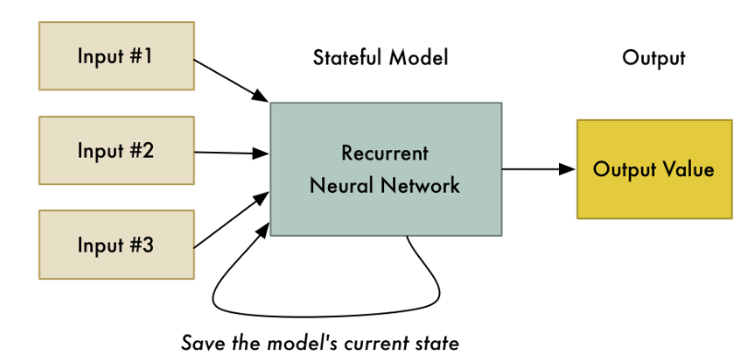 Input #1
Stateful Model
Output
Input #2
Recurrent
Neural Network
Output Value
Input #3
Save the model's current state